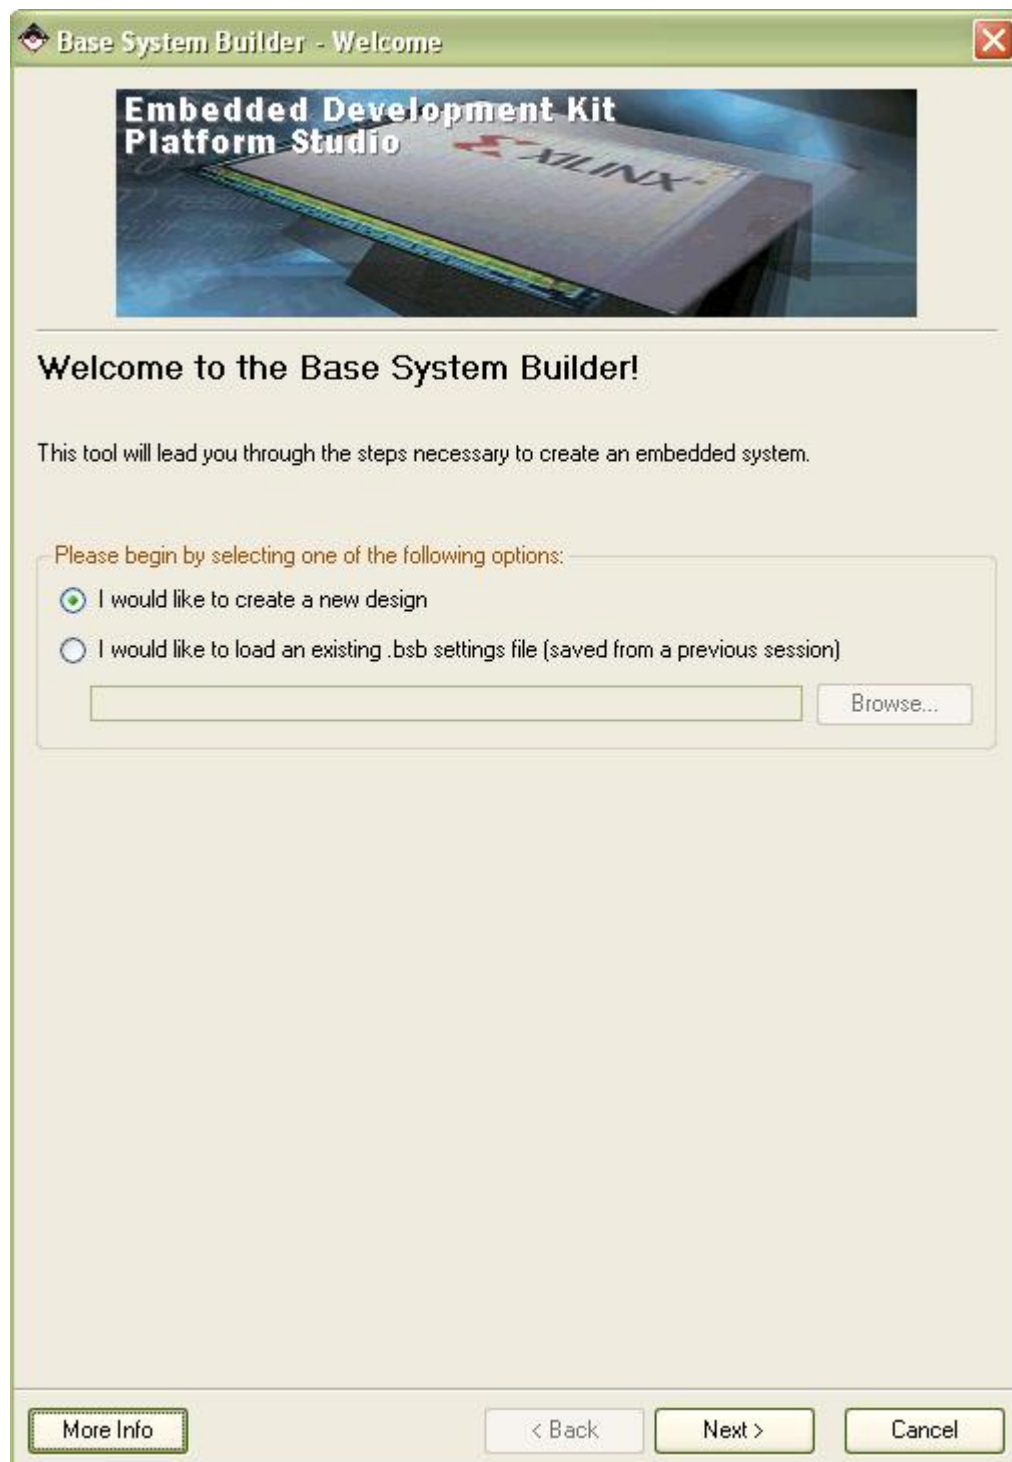 Base System Builder - Welcome
Embedded Development Kit
Platform Studio
XILINX
Welcome to the Base System Builder!
This tool will lead you through the steps necessary to create an embedded system.
Please begin by selecting one of the following options:
I would like to create a new design
I would like to load an existing .bsb settings file (saved from a previous session)
Browse...
More Info
< Back
Next >
Cancel